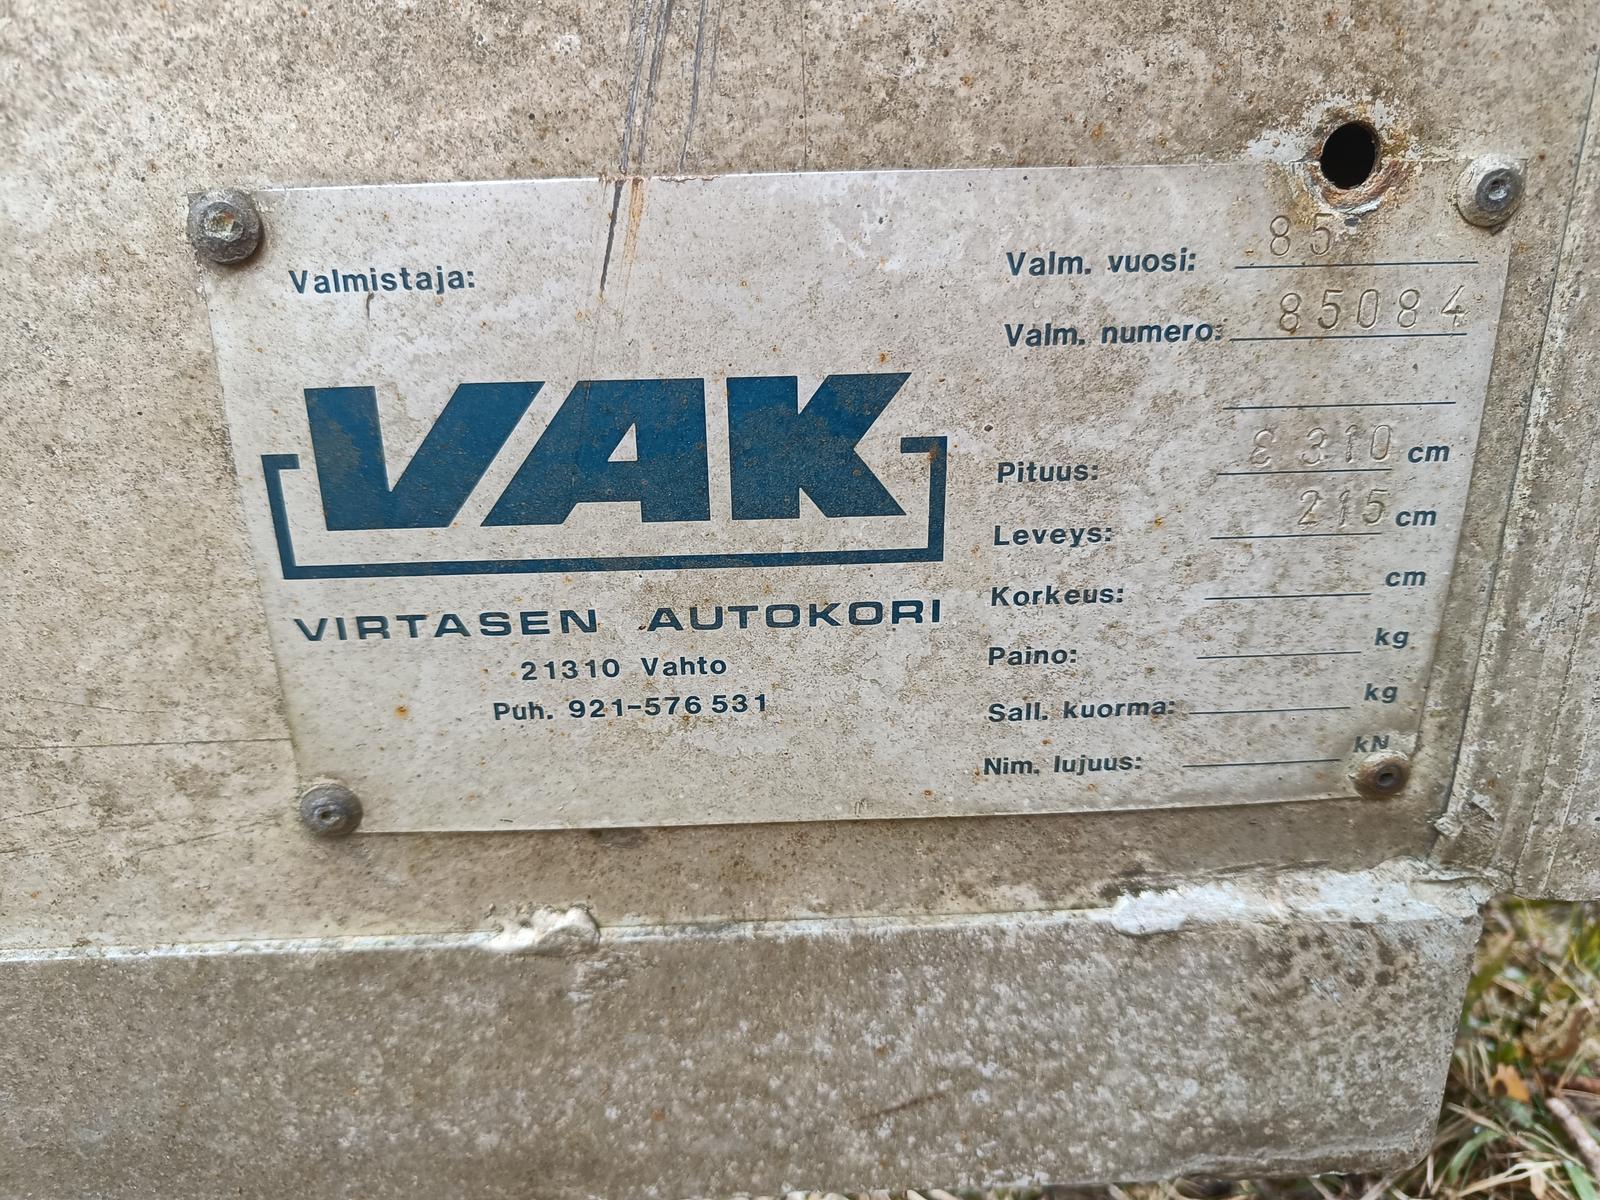 Valmistaja:
VAK
VIRTASEN AUTOKORI
21310 Vahto
Puh. 921-576 531
Valm. vuosi: 85
Valm. numero: 85084
Pituus: 310 cm
Leveys: 215 cm
Korkeus: cm
Paino: kg
Sall. kuorma: kg
Nim. lujuus: kN